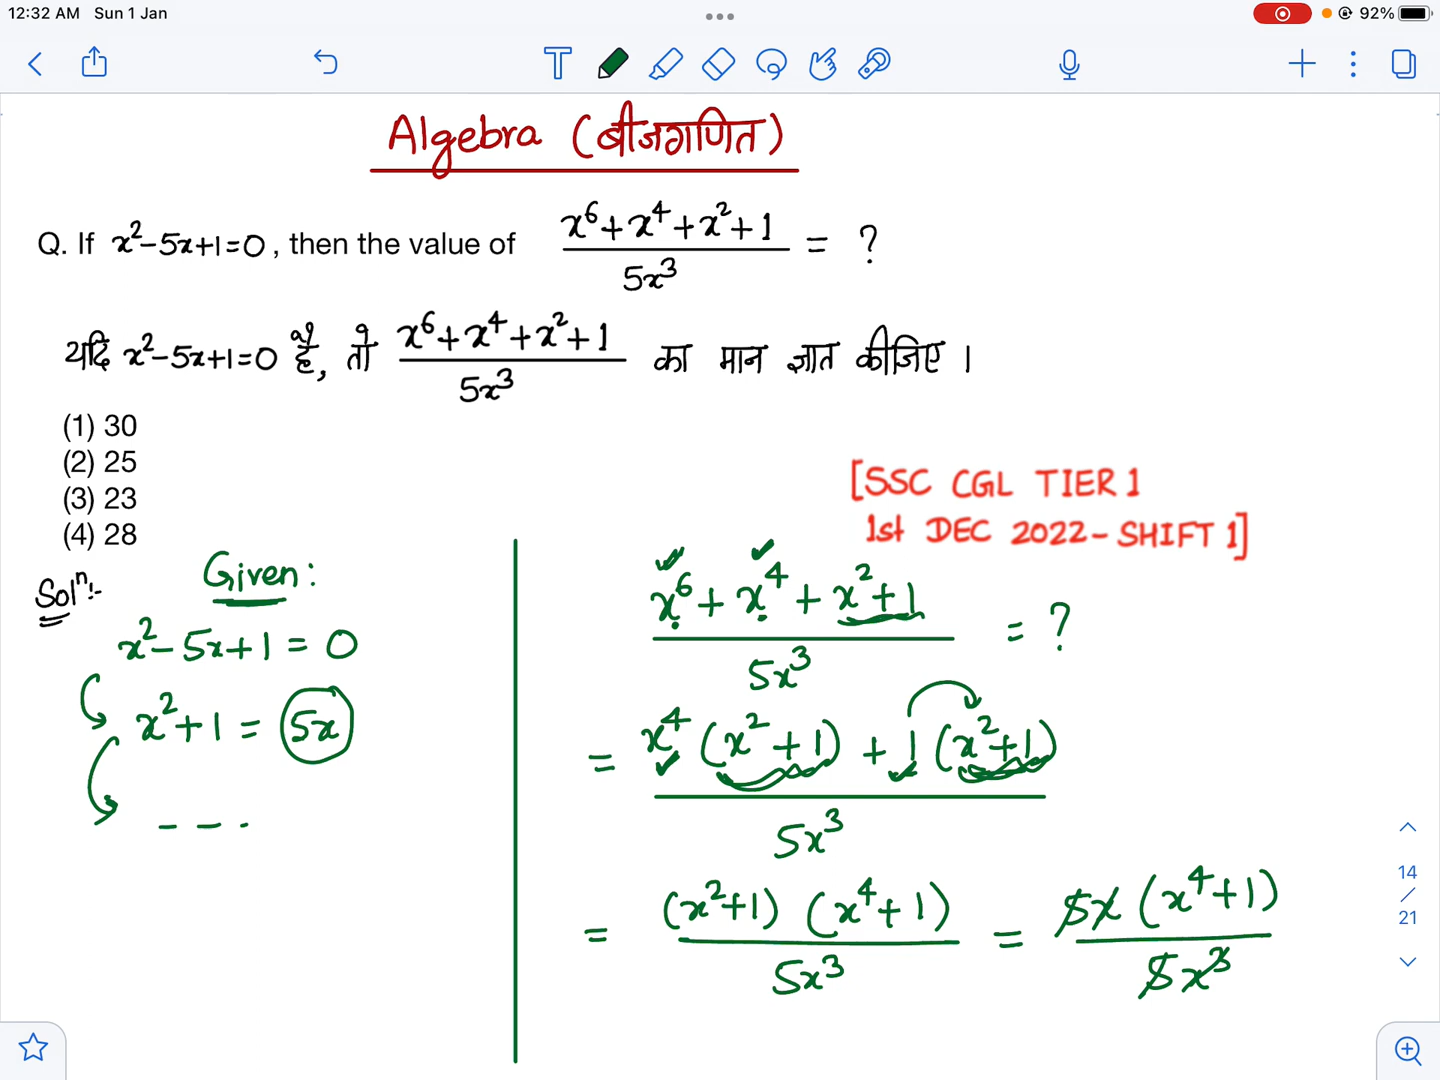 12:32 AM Sun 1 Jan 92%
Algebra (बीजगणित)
Q. If x²-5x+1=0, then the value of (x⁶+x⁴+x²+1)/5x³ = ?
यदि x²-5x+1=0 है, तो (x⁶+x⁴+x²+1)/5x³ का मान ज्ञात कीजिए ।
(1) 30
(2) 25
(3) 23
(4) 28
[SSC CGL TIER 1
1st DEC 2022-SHIFT 1]
Solⁿ:-
Given:
x²-5x+1=0
x²+1=5x
---
(x⁶+x⁴+x²+1)/5x³ = ?
= (x⁴(x²+1)+1(x²+1))/5x³
= (x²+1)(x⁴+1)/5x³ = 5x(x⁴+1)/5x³
14
/
21